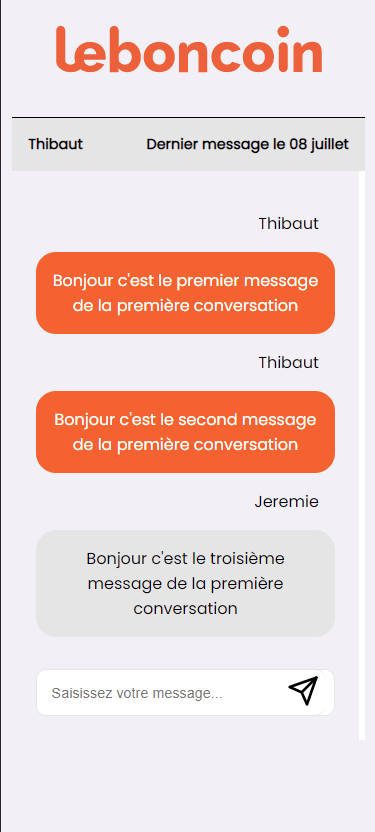 leboncoin
Thibaut Dernier message le 08 juillet
Thibaut
Bonjour c'est le premier message
de la première conversation
Thibaut
Bonjour c'est le second message
de la première conversation
Jeremie
Bonjour c'est le troisième
message de la première
conversation
Saisissez votre message...